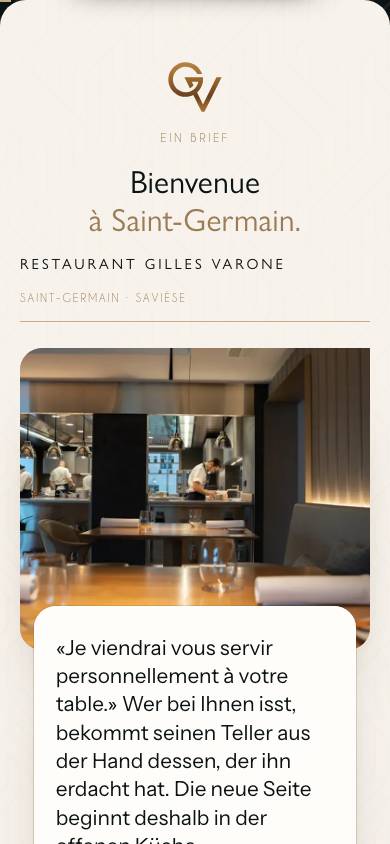 GV
EIN BRIEF
Bienvenue
à Saint-Germain.
RESTAURANT GILLES VARONE
SAINT-GERMAIN · SAVIÈSE
«Je viendrai vous servir
personnellement à votre
table.» Wer bei Ihnen isst,
bekommt seinen Teller aus
der Hand dessen, der ihn
erdacht hat. Die neue Seite
beginnt deshalb in der
offenen Küche